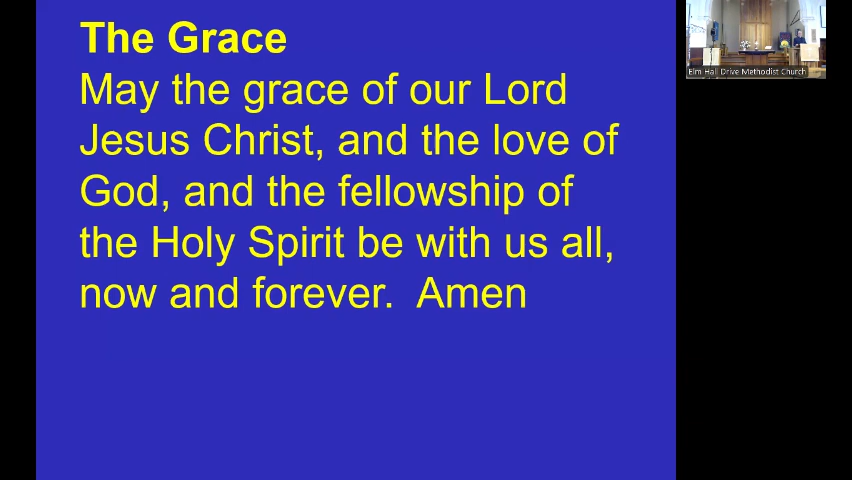 The Grace
May the grace of our Lord
Jesus Christ, and the love of
God, and the fellowship of
the Holy Spirit be with us all,
now and forever.  Amen
Elm Hall Drive Methodist Church